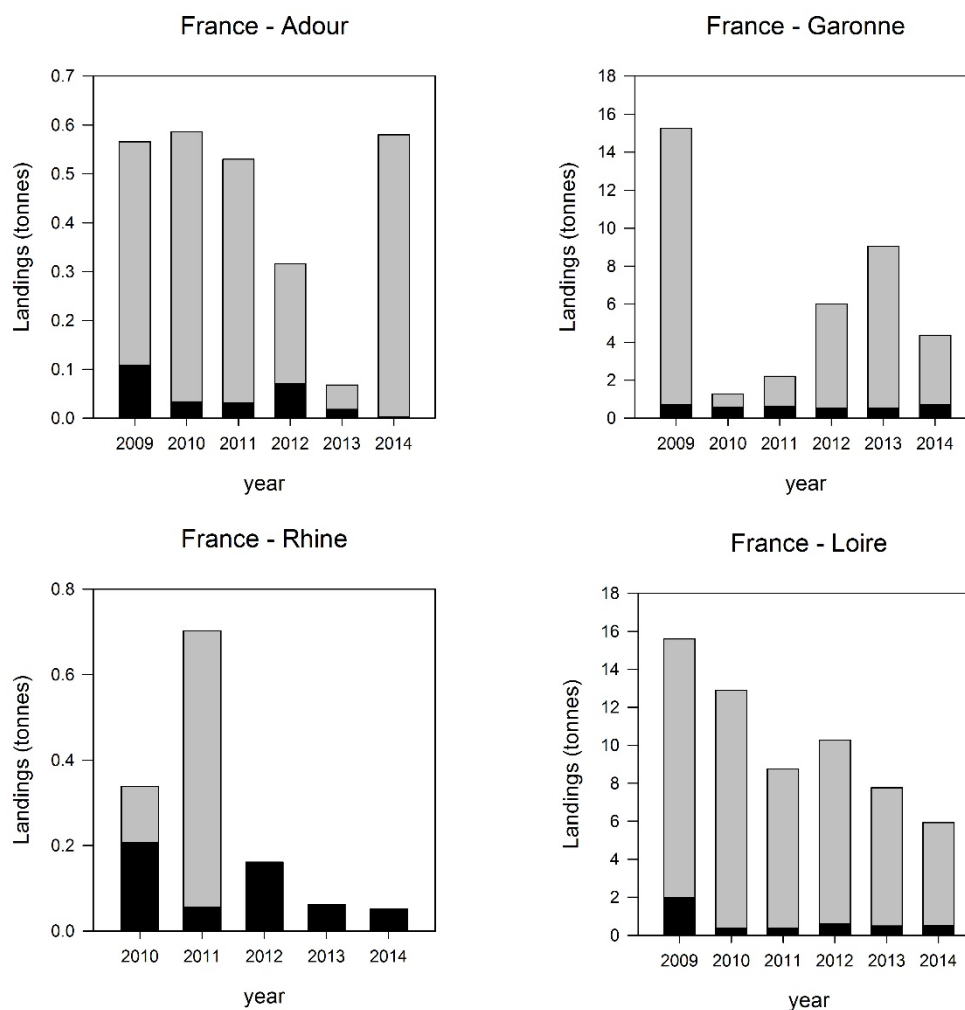 France - Adour
Landings (tonnes)
0.7
0.6
0.5
0.4
0.3
0.2
0.1
0.0
2009 2010 2011 2012 2013 2014
year
France - Garonne
Landings (tonnes)
18
16
14
12
10
8
6
4
2
0
2009 2010 2011 2012 2013 2014
year
France - Rhine
Landings (tonnes)
0.8
0.6
0.4
0.2
0.0
2010 2011 2012 2013 2014
year
France - Loire
Landings (tonnes)
18
16
14
12
10
8
6
4
2
0
2009 2010 2011 2012 2013 2014
year